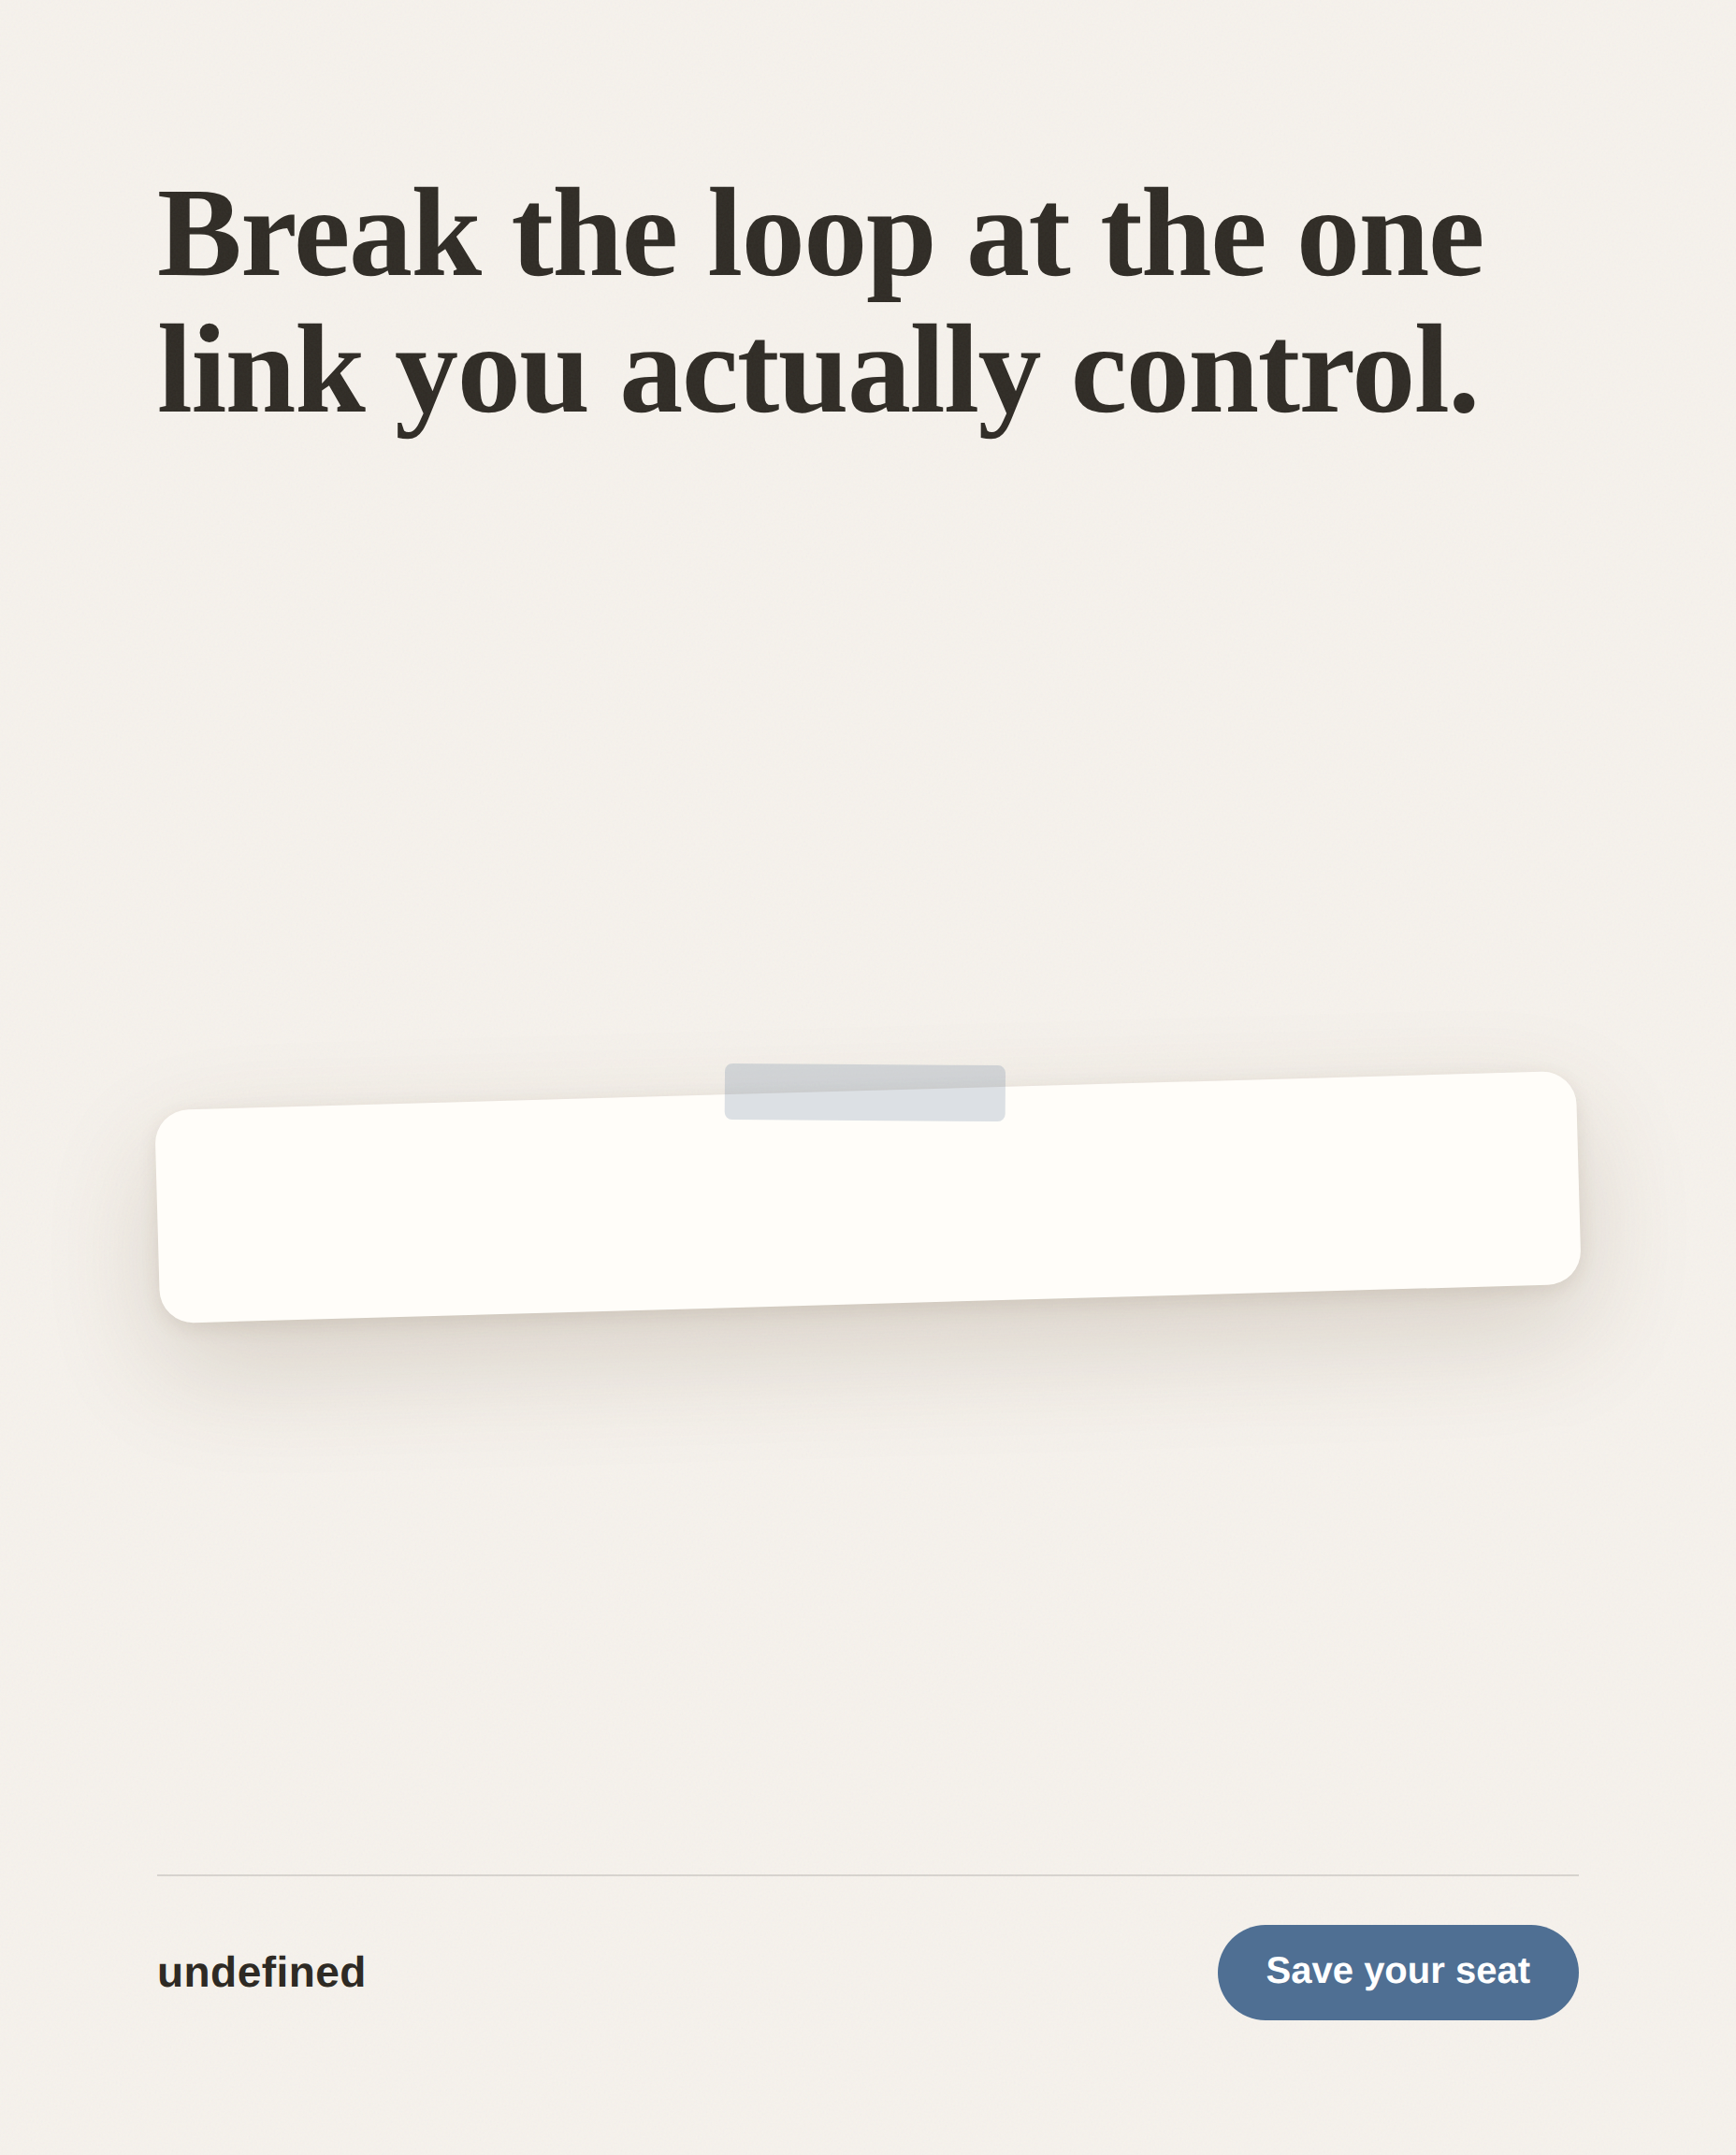 Break the loop at the one
link you actually control.
undefined
Save your seat